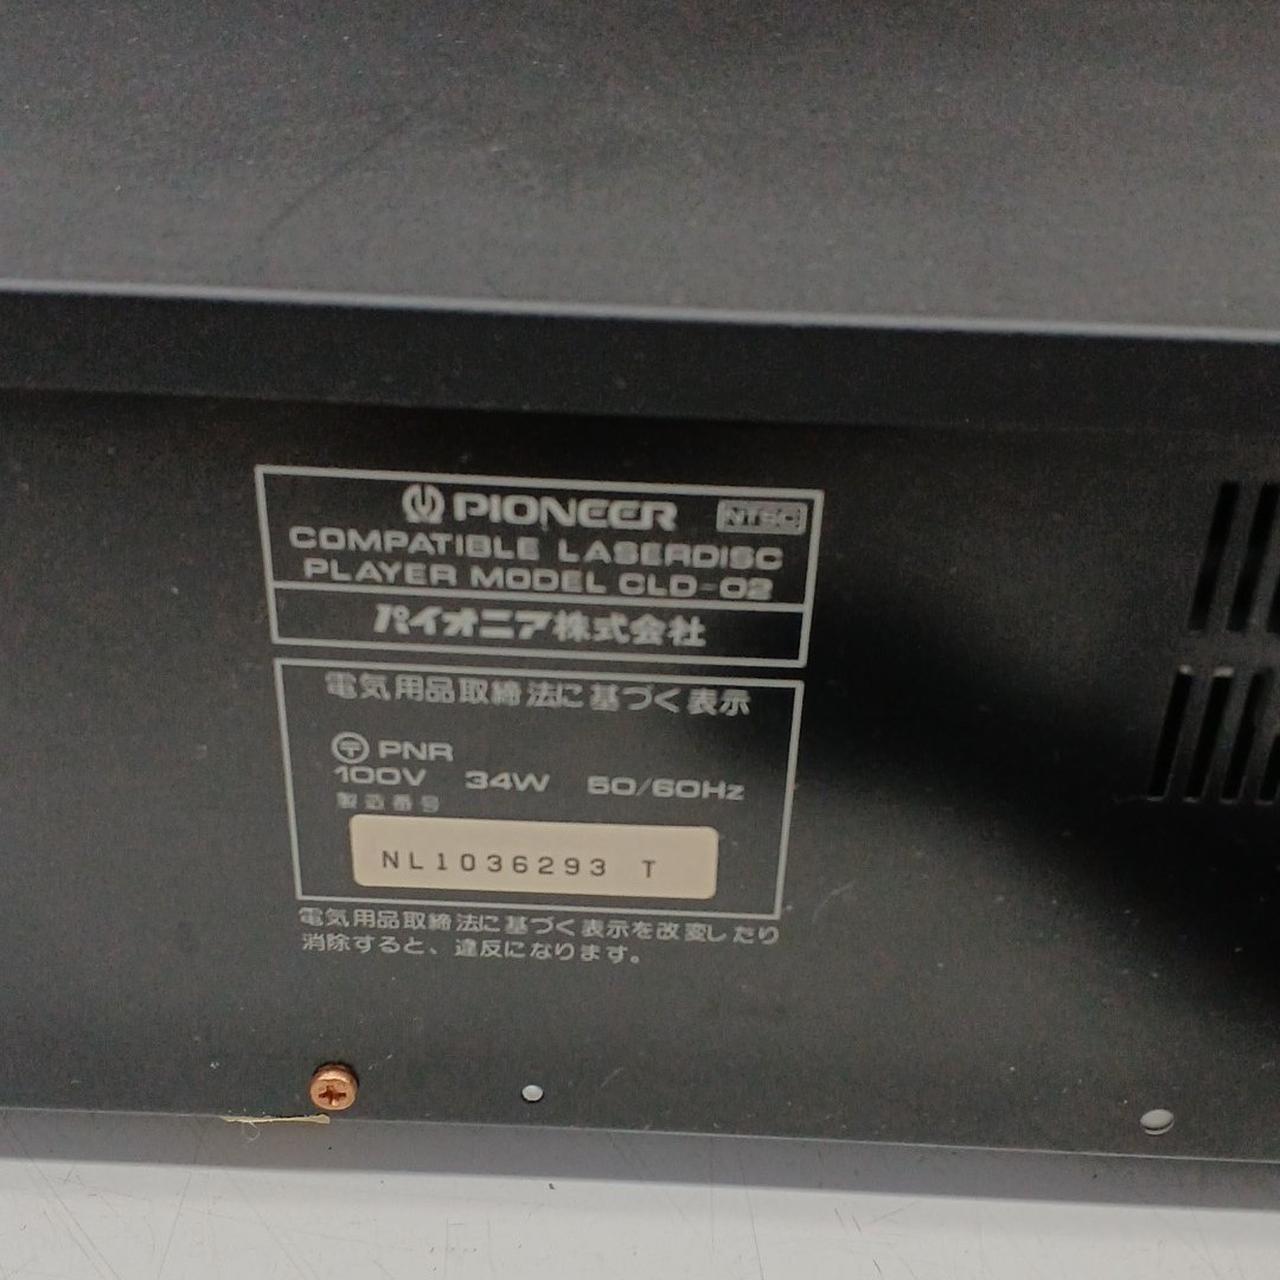 PIONEER NTSC
COMPATIBLE LASERDISC
PLAYER MODEL CLD-02
パイオニア株式会社
電気用品取締法に基づく表示
〒 PNR
100V 34W 50/60Hz
製造番号
NL1036293 T
電気用品取締法に基づく表示を改変したり
消除すると、違反になります。